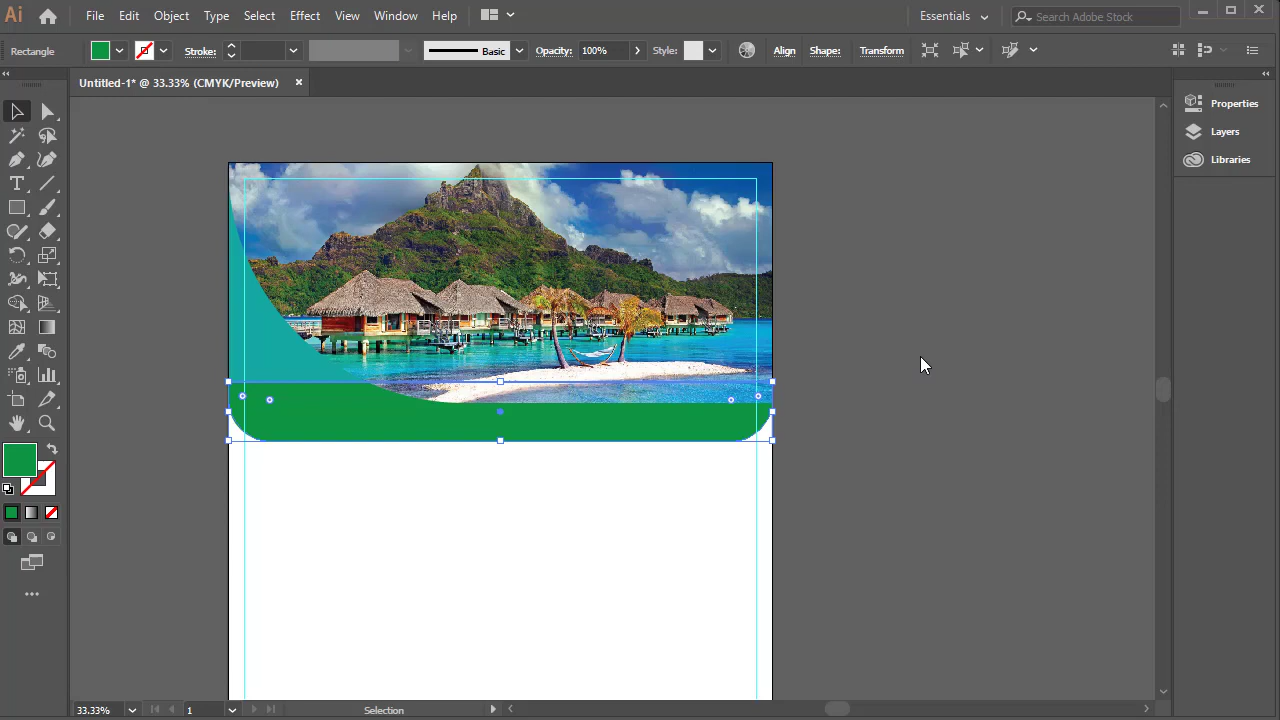 Ai File Edit Object Type Select Effect View Window Help Essentials Search Adobe Stock
Rectangle Stroke: Basic Opacity: 100% Style: Align Shape: Transform
Untitled-1* @ 33.33% (CMYK/Preview) ×
Properties
Layers
Libraries
T
33.33% 1 Selection